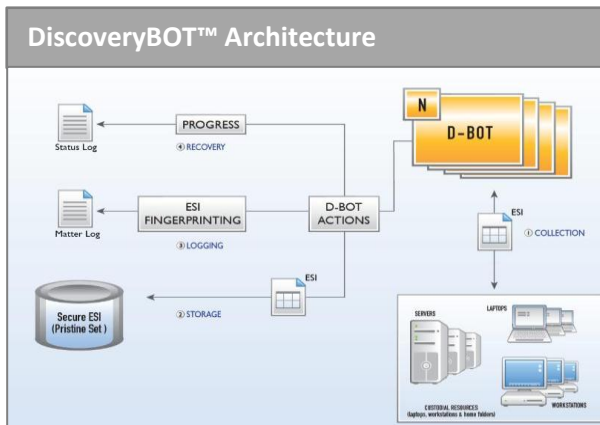 DiscoveryBOT™ Architecture
N
D-BOT
PROGRESS
Status Log
④ RECOVERY
ESI
FINGERPRINTING
D-BOT
ACTIONS
Matter Log
③ LOGGING
ESI
① COLLECTION
ESI
② STORAGE
Secure ESI
(Pristine Set )
SERVERS
LAPTOPS
WORKSTATIONS
CUSTODIAL RESOURCES
(laptops, workstations & home folders)